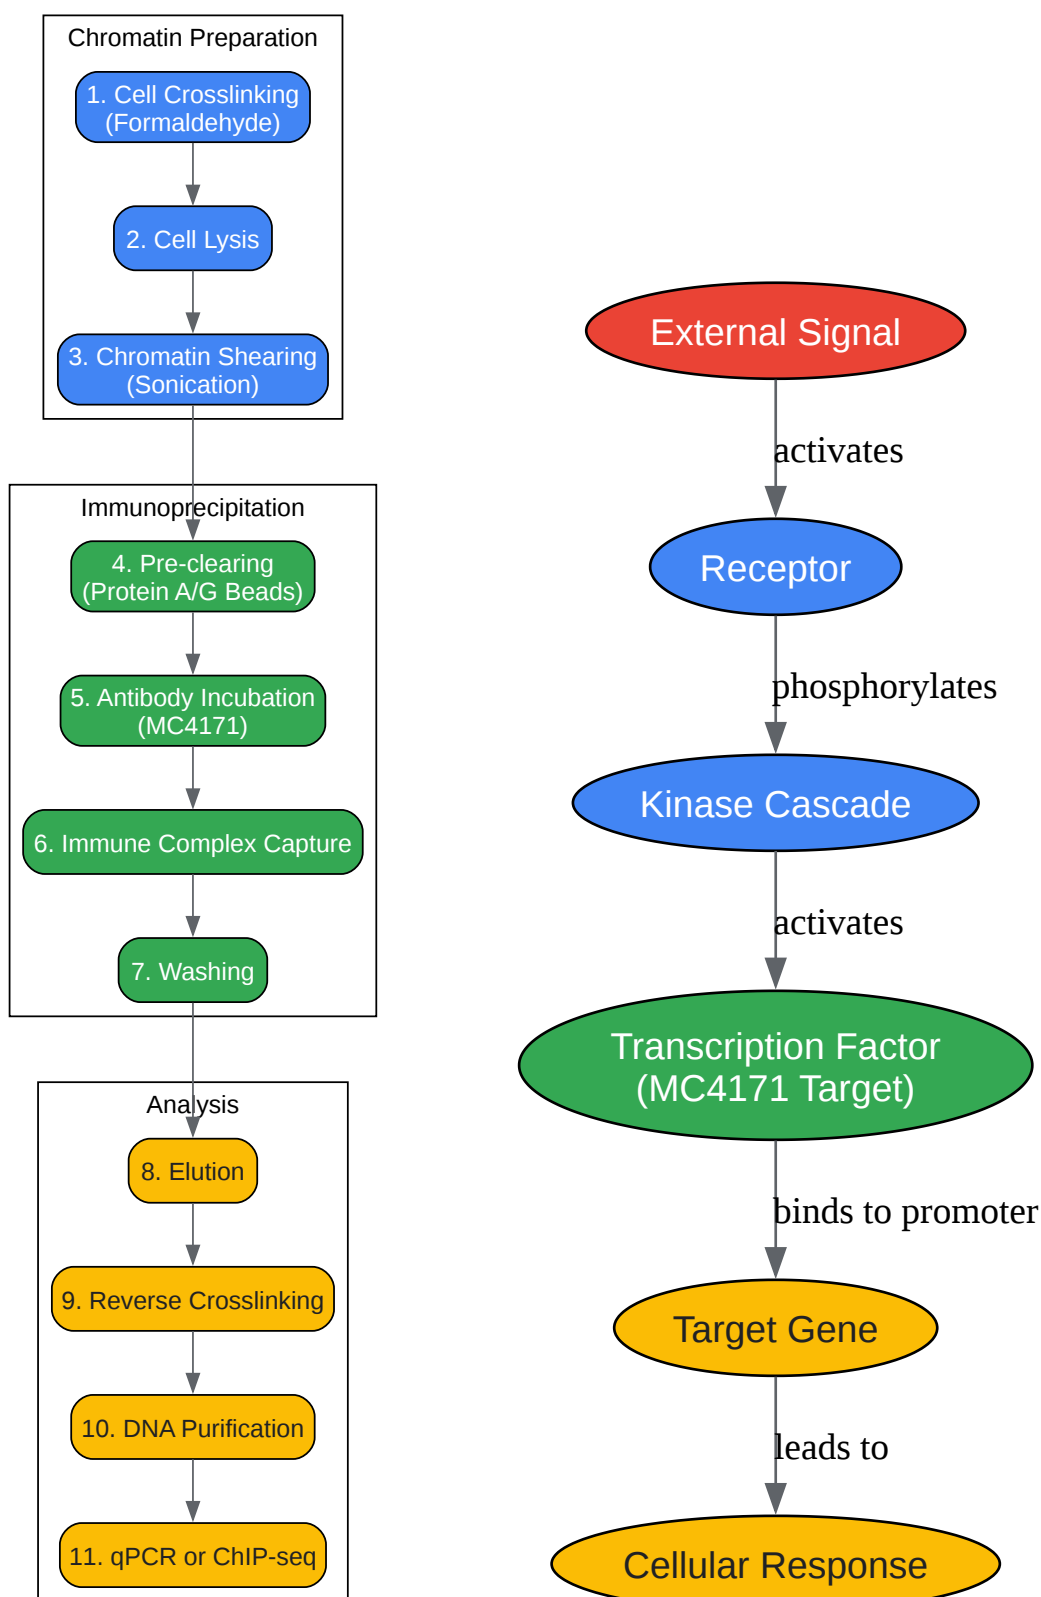 Chromatin Preparation
1. Cell Crosslinking
(Formaldehyde)
2. Cell Lysis
3. Chromatin Shearing
(Sonication)
Immunoprecipitation
4. Pre-clearing
(Protein A/G Beads)
5. Antibody Incubation
(MC4171)
6. Immune Complex Capture
7. Washing
Analysis
8. Elution
9. Reverse Crosslinking
10. DNA Purification
11. qPCR or ChIP-seq
External Signal
activates
Receptor
phosphorylates
Kinase Cascade
activates
Transcription Factor
(MC4171 Target)
binds to promoter
Target Gene
leads to
Cellular Response